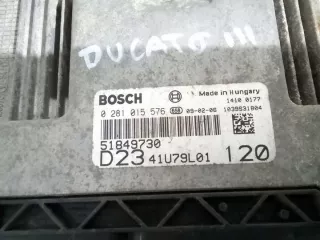 DUCATO III
BOSCH
Made in Hungary
1410 0177
0 281 015 576 09-02-06 1039S31804
51849730
D23 41U79L01 120